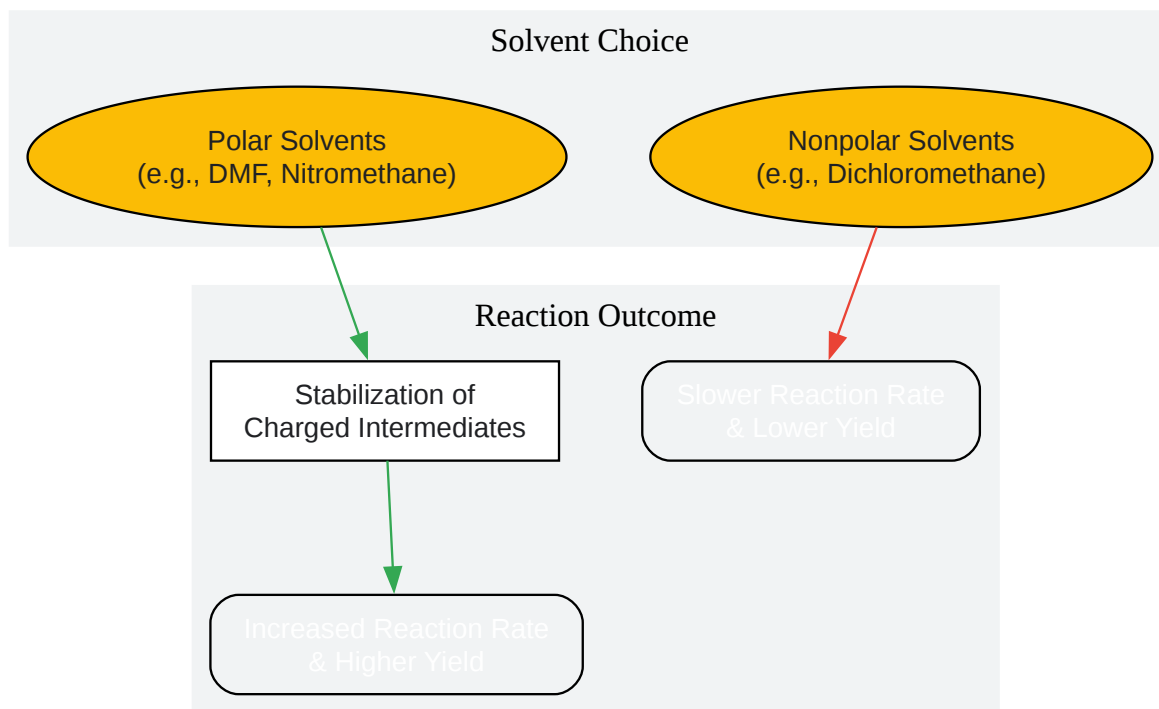 Solvent Choice
Polar Solvents
(e.g., DMF, Nitromethane)
Nonpolar Solvents
(e.g., Dichloromethane)
Reaction Outcome
Stabilization of
Charged Intermediates
Slower Reaction Rate
& Lower Yield
Increased Reaction Rate
& Higher Yield